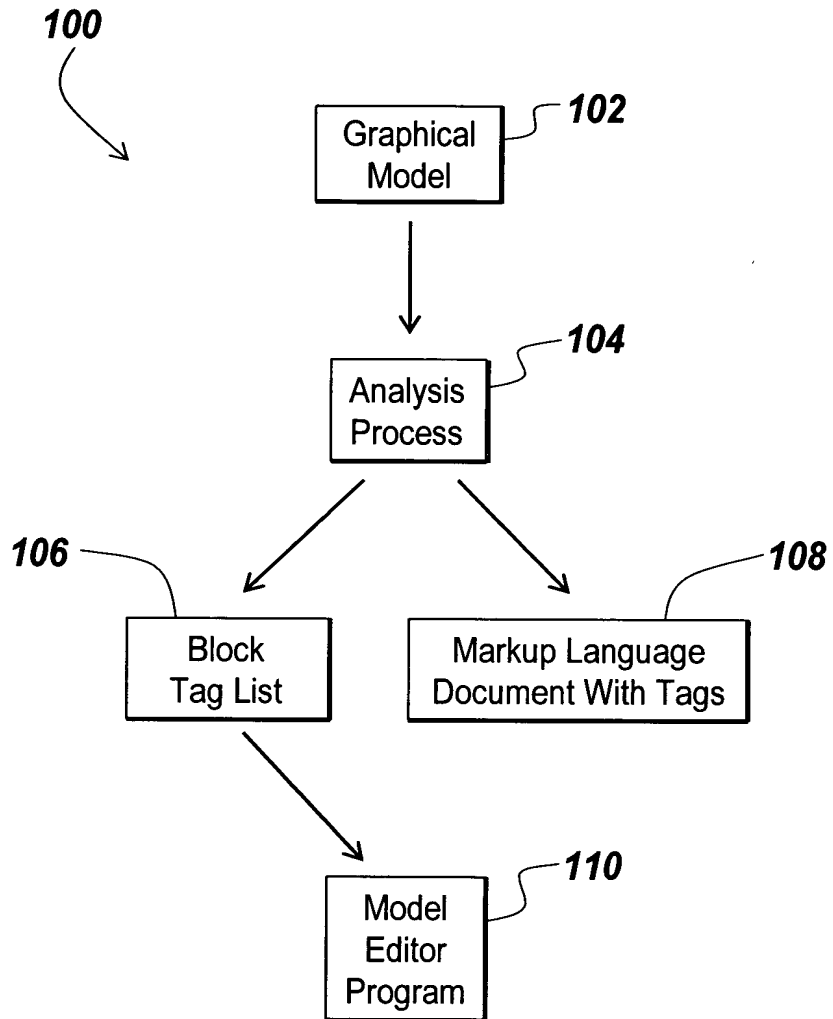 100
102
Graphical
Model
104
Analysis
Process
106
108
Block
Tag List
Markup Language
Document With Tags
110
Model
Editor
Program